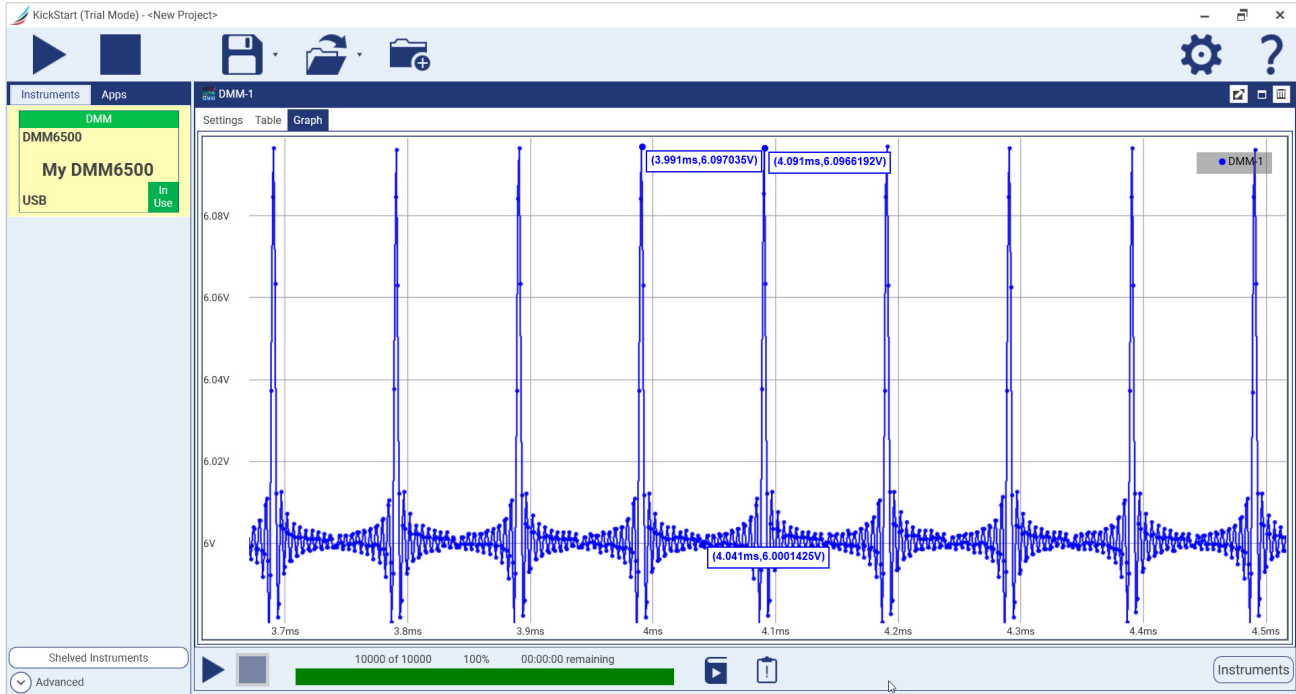 KickStart (Trial Mode) - <New Project>
Instruments Apps
DMM
DMM6500
My DMM6500
USB
In Use
DMM-1
Settings Table Graph
(3.991ms,6.097035V)
(4.091ms,6.0966192V)
DMM-1
6.08V
6.06V
6.04V
6.02V
6V
(4.041ms,6.0001425V)
3.7ms 3.8ms 3.9ms 4ms 4.1ms 4.2ms 4.3ms 4.4ms 4.5ms
Shelved Instruments
Advanced
10000 of 10000 100% 00:00:00 remaining
Instruments